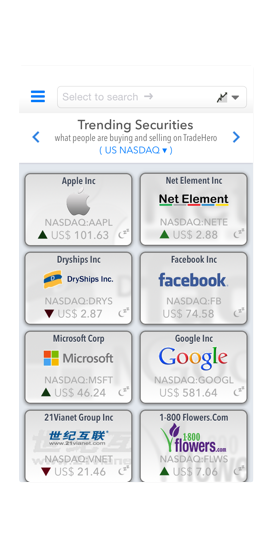 Select to search →
Trending Securities
what people are buying and selling on TradeHero
( US NASDAQ ▾ )
Apple Inc
NASDAQ:AAPL
▲ US$ 101.63
Net Element Inc
Net Element
NASDAQ:NETE
▲ US$ 2.88
Dryships Inc
DryShips Inc.
NASDAQ:DRYS
▼ US$ 2.87
Facebook Inc
facebook
NASDAQ:FB
US$ 74.58
Microsoft Corp
Microsoft
NASDAQ:MSFT
▲ US$ 46.24
Google Inc
Google
NASDAQ:GOOGL
US$ 581.64
21Vianet Group Inc
世纪互联
www.21vianet.com
NASDAQ:VNET
▼ US$ 21.46
1-800 Flowers.Com
1800
flowers.com
NASDAQ:FLWS
▲ US$ 7.06